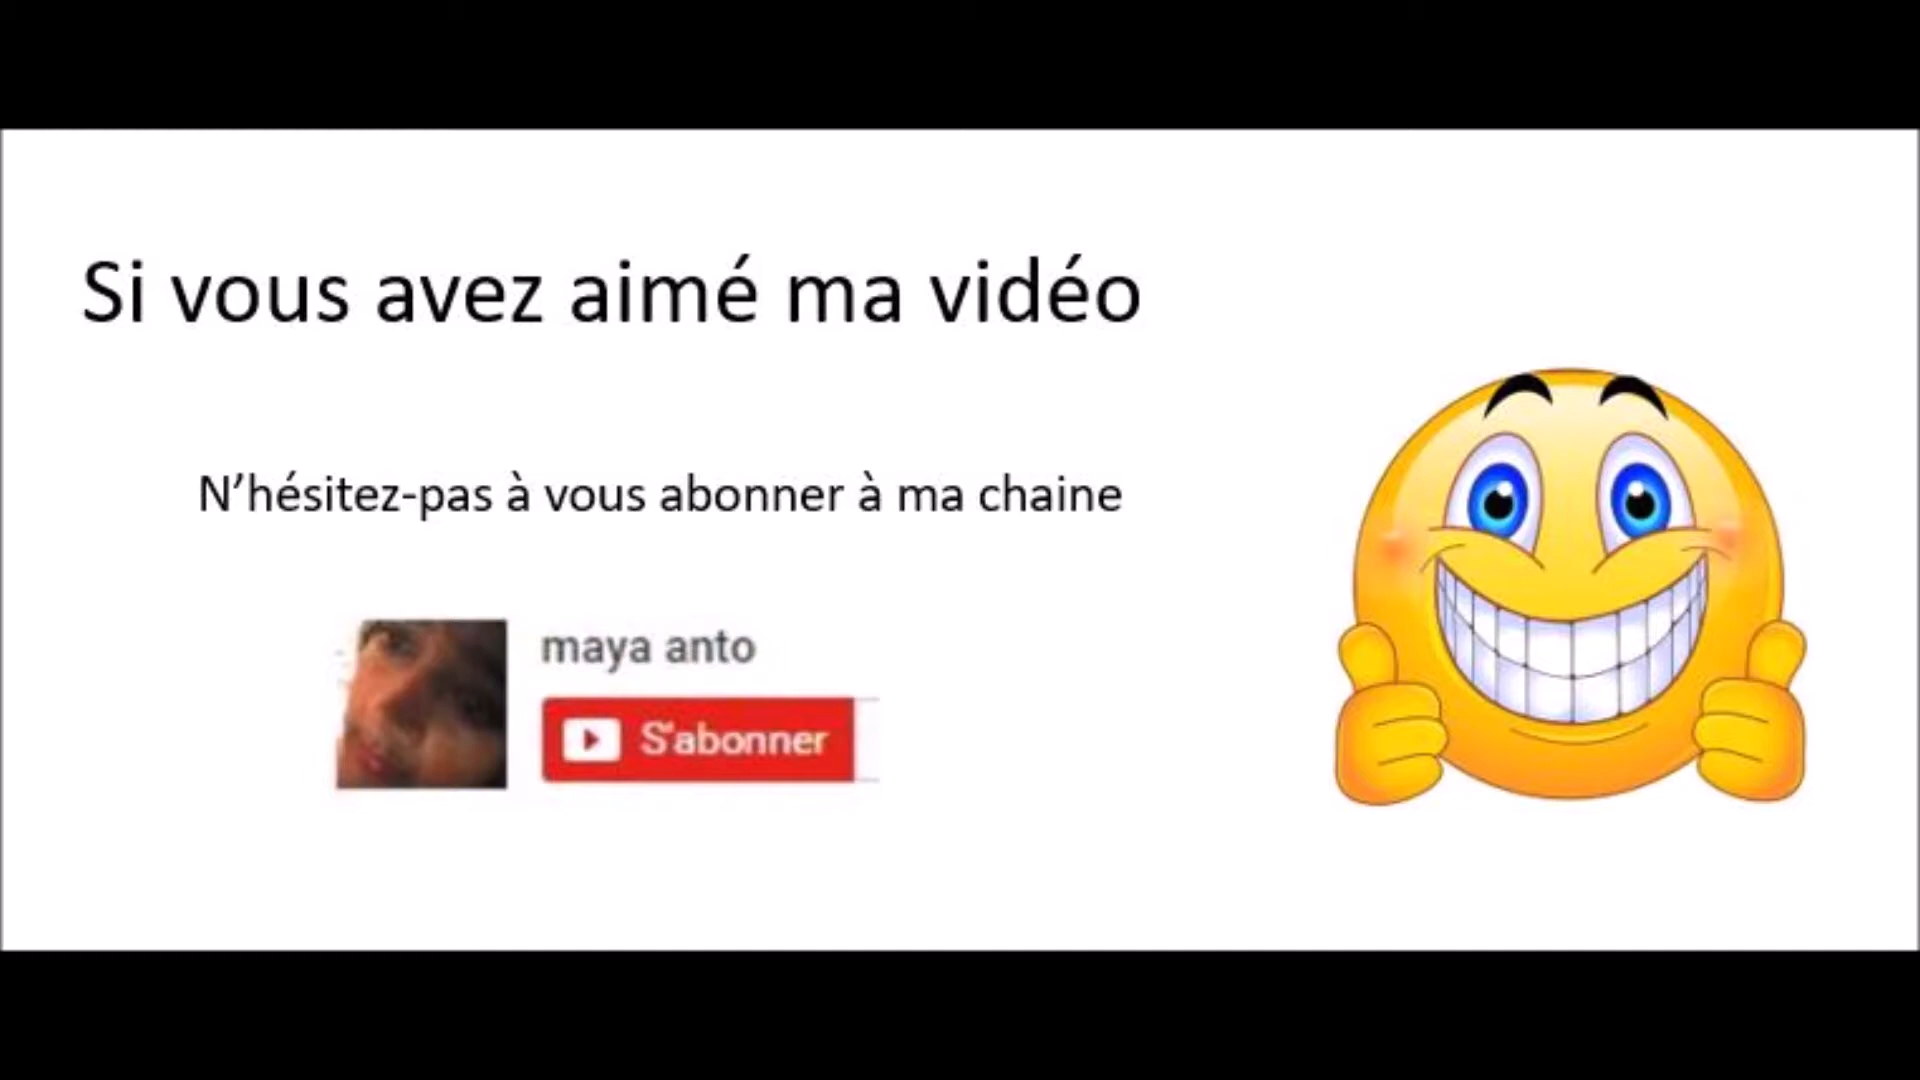 Si vous avez aimé ma vidéo
N’hésitez-pas à vous abonner à ma chaine
maya anto
S'abonner